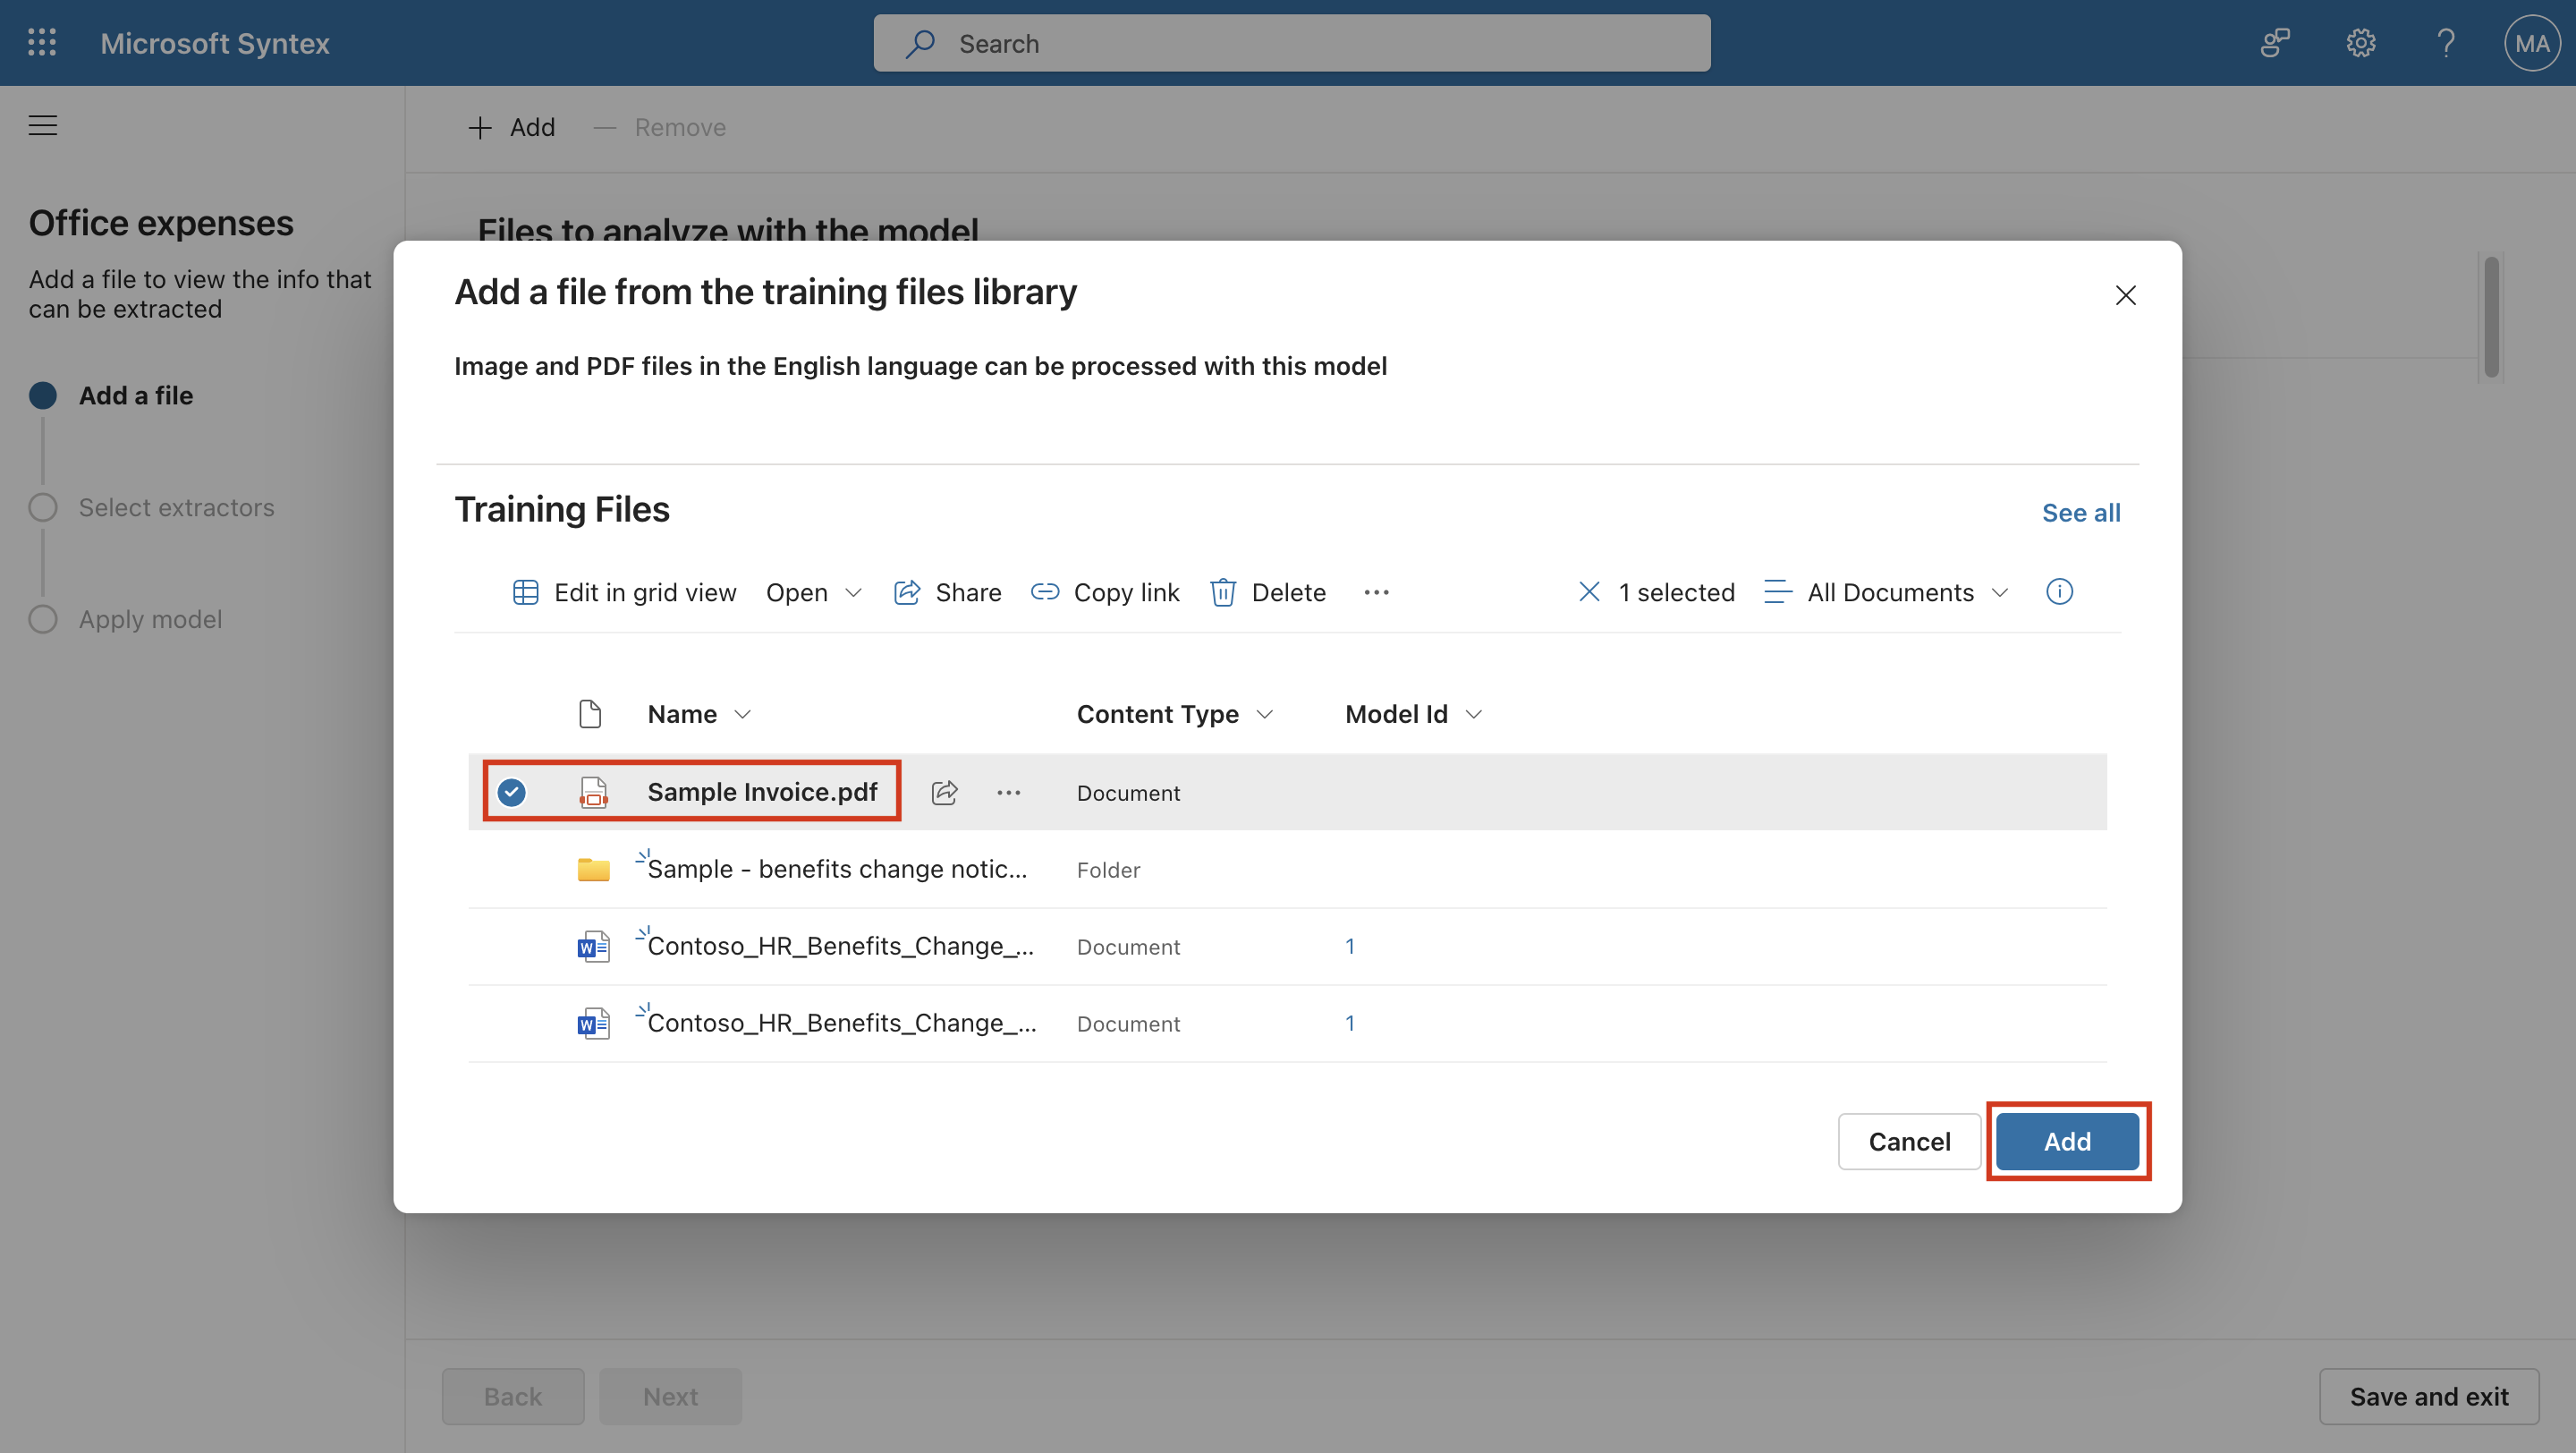 Microsoft Syntex
Search
MA
Add
Remove
Office expenses
Add a file to view the info that
can be extracted
Add a file
Select extractors
Apply model
Files to analyze with the model
Add a file from the training files library
Image and PDF files in the English language can be processed with this model
Training Files
See all
Edit in grid view Open Share Copy link Delete ... 1 selected All Documents
Name Content Type Model Id
Sample Invoice.pdf ... Document
Sample - benefits change notic... Folder
Contoso_HR_Benefits_Change_... Document 1
Contoso_HR_Benefits_Change_... Document 1
Cancel Add
Back Next Save and exit